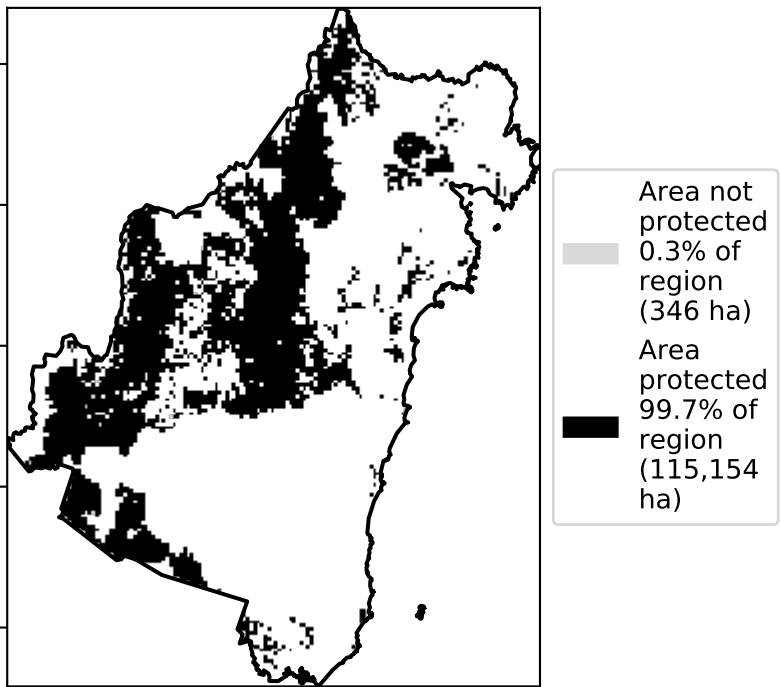 Area not
protected
0.3% of
region
(346 ha)
Area
protected
99.7% of
region
(115,154
ha)